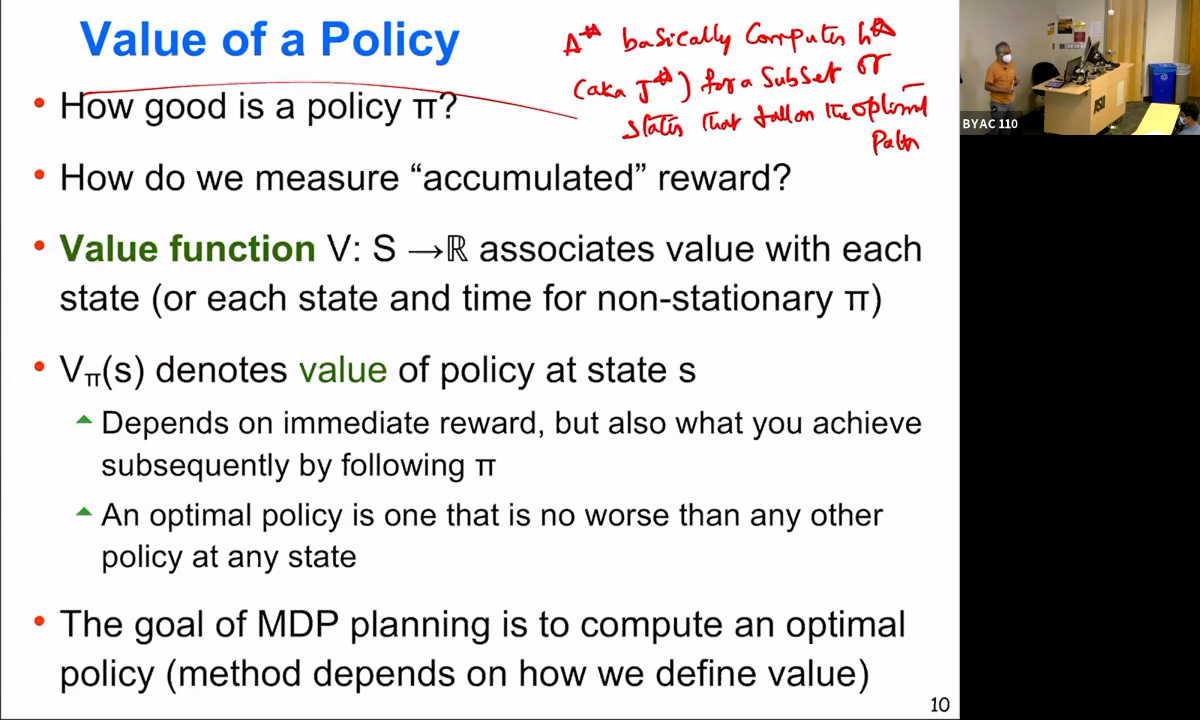 Value of a Policy
A* basically computes h*
(aka J*) for a subset of
states that fall on the optimal
Path
• How good is a policy π?
• How do we measure “accumulated” reward?
• Value function V: S →ℝ associates value with each
state (or each state and time for non-stationary π)
• Vπ(s) denotes value of policy at state s
Depends on immediate reward, but also what you achieve
subsequently by following π
An optimal policy is one that is no worse than any other
policy at any state
• The goal of MDP planning is to compute an optimal
policy (method depends on how we define value)
10
BYAC 110
ASU